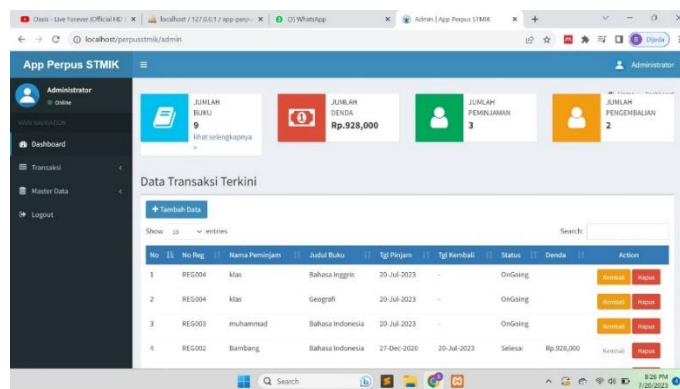 Dasis - Live Forever (Official HD
localhost / 127.0.0.1 / app-perpu
(3) WhatsApp
Admin | App Perpus STMIK
localhost/perpusstmik/admin
Dijeda
App Perpus STMIK
Administrator
Administrator
Online
MAIN NAVIGATION
Dashboard
Transaksi
Master Data
Logout
JUMLAH BUKU
9
lihat selengkapnya
»
JUMLAH DENDA
Rp.928,000
JUMLAH PEMINJAMAN
3
JUMLAH PENGEMBALIAN
2
Data Transaksi Terkini
+ Tambah Data
Show 10 entries
Search:
No No Reg Nama Peminjam Judul Buku Tgl Pinjam Tgl Kembali Status Denda Action
1 REG004 klas Bahasa Inggris 20-Jul-2023 - OnGoing Kembali Hapus
2 REG004 klas Geografi 20-Jul-2023 - OnGoing Kembali Hapus
3 REG003 muhammad Bahasa Indonesia 20-Jul-2023 - OnGoing Kembali Hapus
4 REG002 Bambang Bahasa Indonesia 27-Dec-2020 20-Jul-2023 Selesai Rp.928,000 Kembali Hapus
Search
8:26 PM
7/20/2023